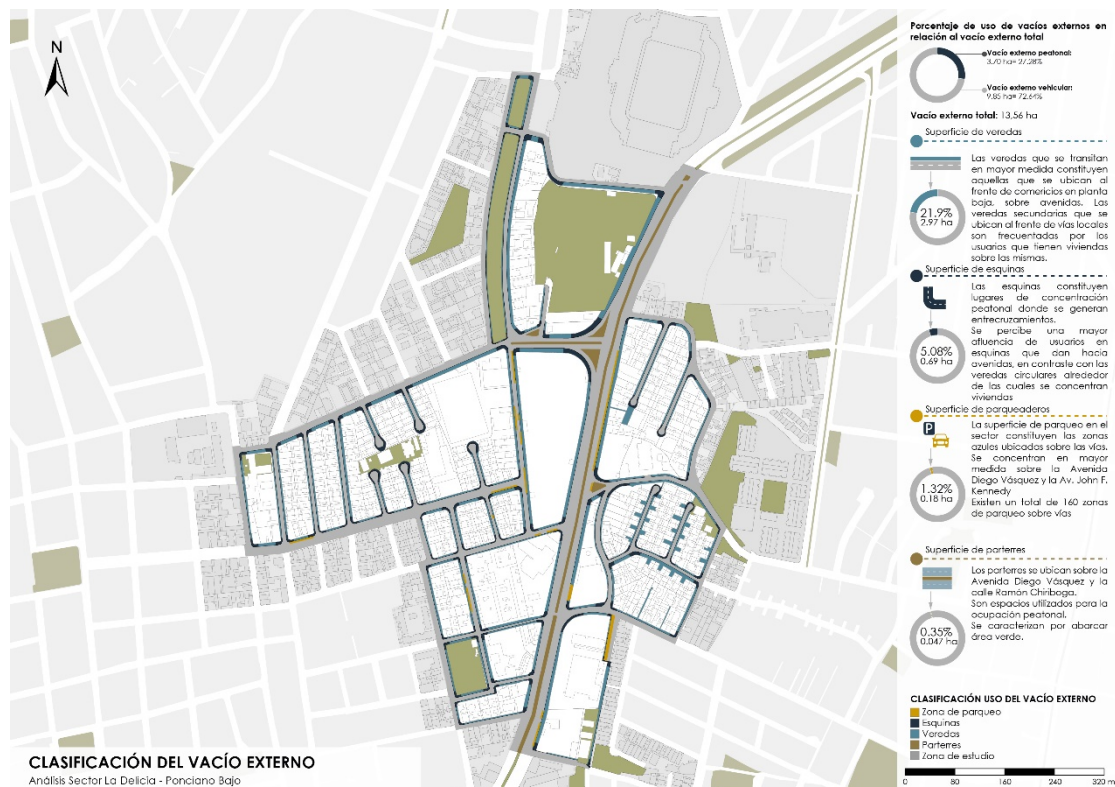 N
Porcentaje de uso de vacíos externos en
relación al vacío externo total
Vacío externo peatonal:
3.70 ha= 27.28%
Vacío externo vehicular:
9.85 ha= 72.64%
Vacío externo total: 13,56 ha
Superficie de veredas
21.9%
2.97 ha
Las veredas que se transitan
en mayor medida constituyen
aquellas que se ubican al
frente de comericios en planta
baja, sobre avenidas. Las
veredas secundarias que se
ubican al frente de vías locales
son frecuentadas por los
usuarios que tienen viviendas
sobre las mismas.
Superficie de esquinas
5.08%
0.69 ha
Las esquinas constituyen
lugares de concentración
peatonal donde se generan
entrecruzamientos.
Se percibe una mayor
afluencia de usuarios en
esquinas que dan hacia
avenidas, en contraste con las
veredas circulares alrededor
de las cuales se concentran
viviendas
Superficie de parqueaderos
P
1.32%
0.18 ha
La superficie de parqueo en el
sector constituyen las zonas
azules ubicadas sobre las vías.
Se concentran en mayor
medida sobre la Avenida
Diego Vásquez y la Av. John F.
Kennedy
Existen un total de 160 zonas
de parqueo sobre vías
Superficie de parterres
0.35%
0.047 ha
Los parterres se ubican sobre la
Avenida Diego Vásquez y la
calle Ramón Chiriboga.
Son espacios utilizados para la
ocupación peatonal.
Se caracterizan por abarcar
área verde.
CLASIFICACIÓN USO DEL VACÍO EXTERNO
Zona de parqueo
Esquinas
Veredas
Parterres
Zona de estudio
0 80 160 240 320 m
CLASIFICACIÓN DEL VACÍO EXTERNO
Análisis Sector La Delicia - Ponciano Bajo